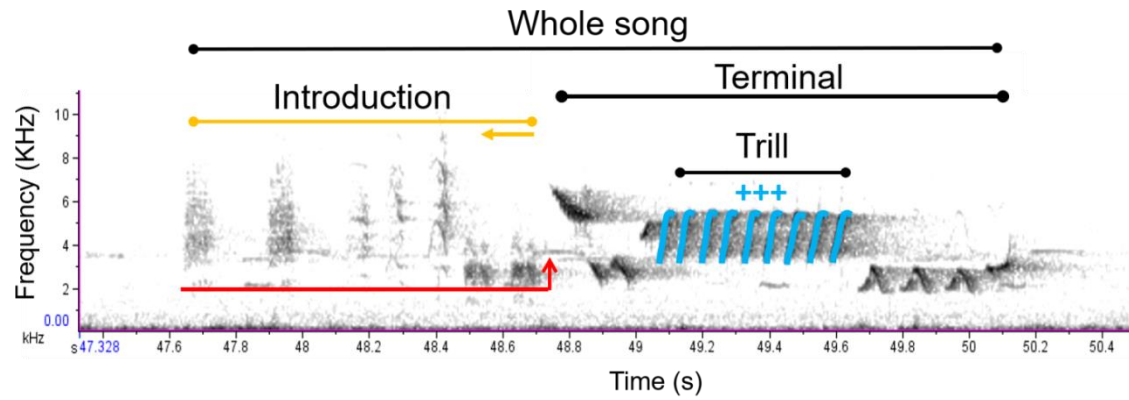 Whole song
Introduction
Terminal
Trill
+++
Frequency (KHz)
10
8
6
4
2
0.00
kHz
s 47.328 47.6 47.8 48 48.2 48.4 48.6 48.8 49 49.2 49.4 49.6 49.8 50 50.2 50.4
Time (s)